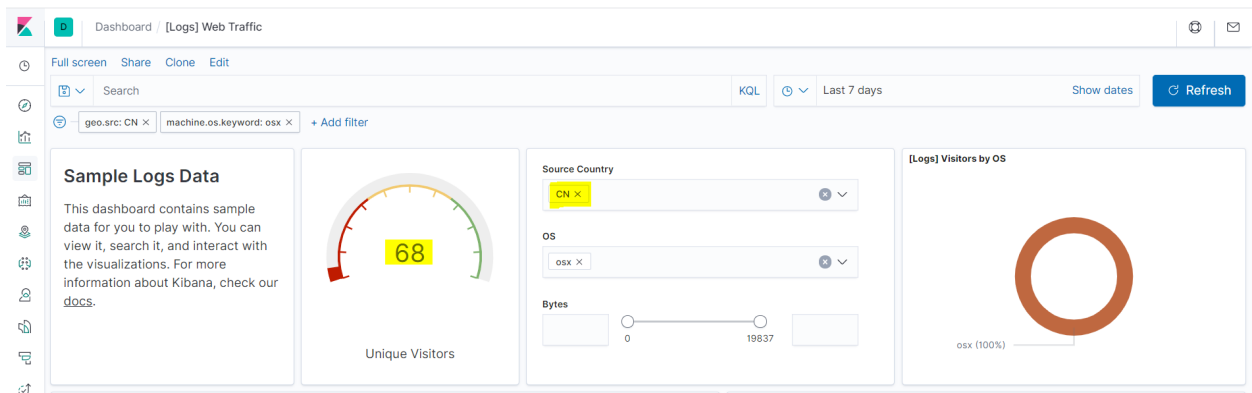 D Dashboard / [Logs] Web Traffic
Full screen Share Clone Edit
Search KQL Last 7 days Show dates Refresh
geo.src: CN × machine.os.keyword: osx × + Add filter
Sample Logs Data
This dashboard contains sample
data for you to play with. You can
view it, search it, and interact with
the visualizations. For more
information about Kibana, check our
docs.
68
Unique Visitors
Source Country
CN ×
OS
osx ×
Bytes
0 19837
[Logs] Visitors by OS
osx (100%)